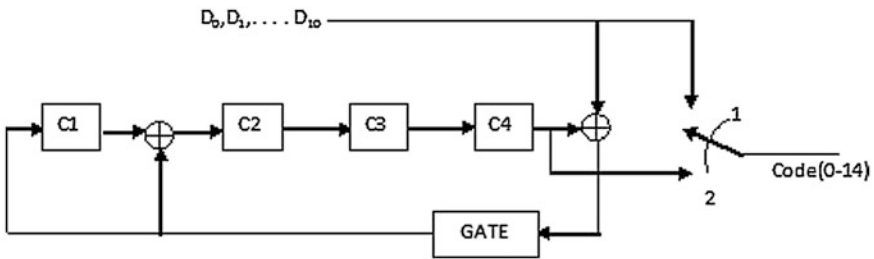 D₀,D₁,....D₁₀
C1
C2
C3
C4
1
2
Code(0-14)
GATE